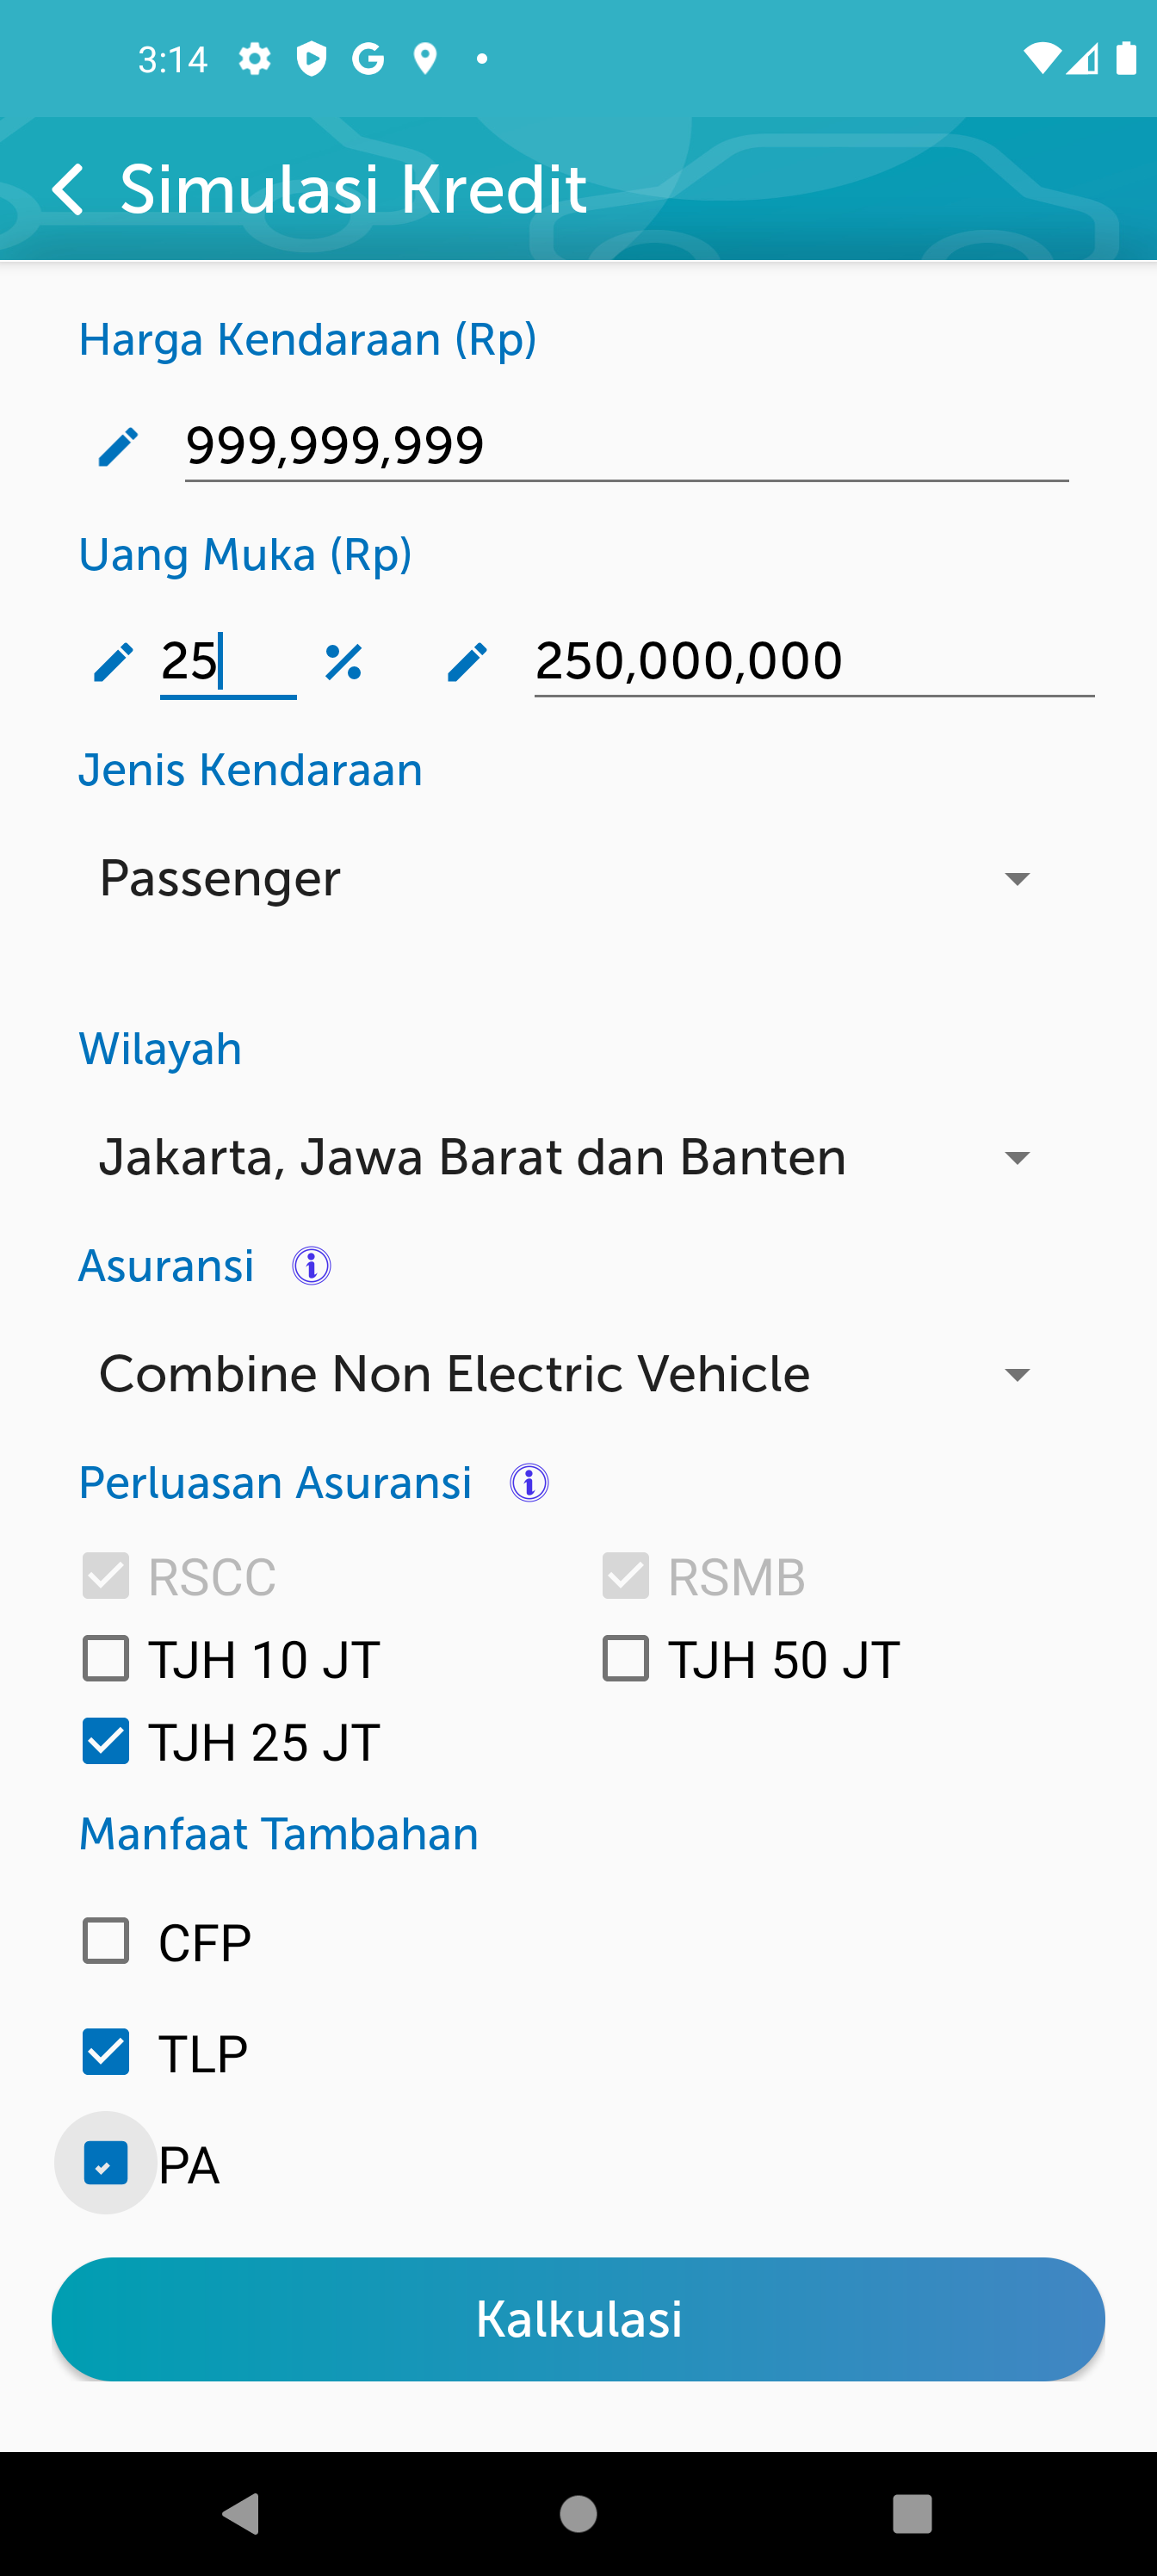 3:14
Simulasi Kredit
Harga Kendaraan (Rp)
999,999,999
Uang Muka (Rp)
25 % 250,000,000
Jenis Kendaraan
Passenger
Wilayah
Jakarta, Jawa Barat dan Banten
Asuransi
Combine Non Electric Vehicle
Perluasan Asuransi
RSCC RSMB
TJH 10 JT TJH 50 JT
TJH 25 JT
Manfaat Tambahan
CFP
TLP
PA
Kalkulasi